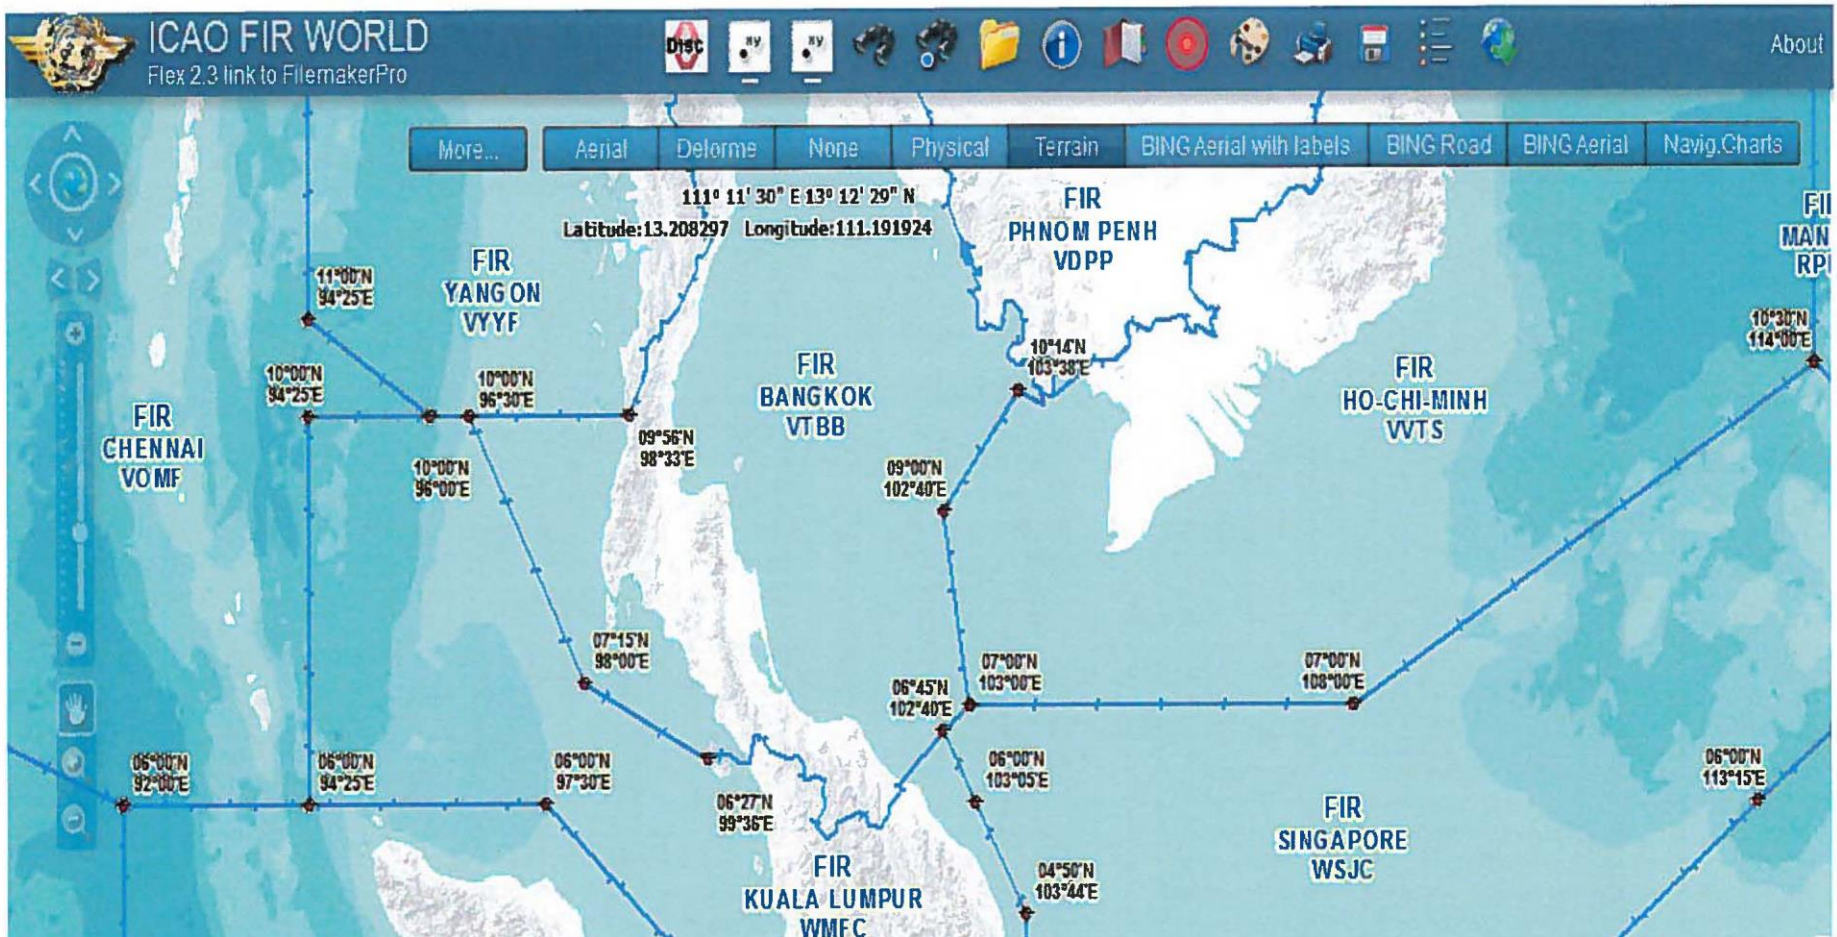 ICAO FIR WORLD
Flex 2.3 link to FilemakerPro
Disc
xy
xy
About
More...
Aerial
Delorme
None
Physical
Terrain
BING Aerial with labels
BING Road
BING Aerial
Navig.Charts
111° 11' 30" E 13° 12' 29" N
Latitude:13.208297 Longitude:111.191924
FIR
PHNOM PENH
VDPP
FIR
MAN
FIR
YANGON
VYYF
11°00'N
94°25'E
10°30'N
114°00'E
10°14'N
103°38'E
FIR
BANGKOK
VTBB
FIR
HO-CHI-MINH
VVTS
10°00'N
94°25'E
10°00'N
96°30'E
FIR
CHENNAI
VOMF
09°56'N
98°33'E
10°00'N
96°00'E
09°00'N
102°40'E
07°15'N
98°00'E
07°00'N
103°00'E
07°00'N
108°00'E
06°45'N
102°40'E
06°00'N
92°00'E
06°00'N
94°25'E
06°00'N
97°30'E
06°00'N
103°05'E
06°00'N
113°15'E
06°27'N
99°36'E
FIR
SINGAPORE
WSJC
FIR
KUALA LUMPUR
WMFC
04°50'N
103°44'E